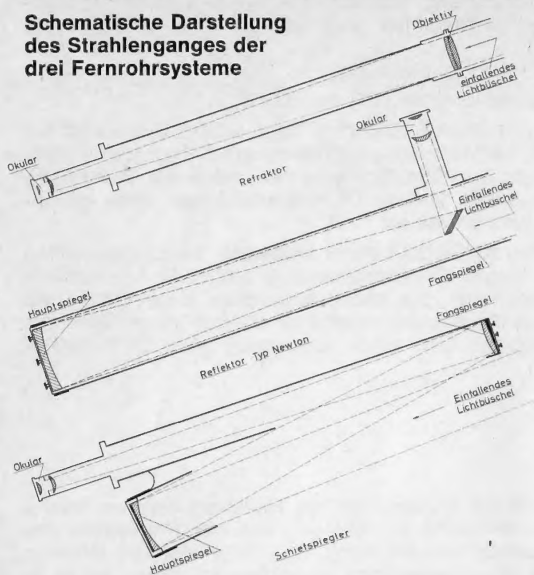 Schematische Darstellung
des Strahlenganges der
drei Fernrohrsysteme
Objektiv
einfallendes
Lichtbüschel
Okular
Refraktor
Okular
Einfallendes
Lichtbüschel
Fangspiegel
Hauptspiegel
Reflektor Typ Newton
Fangspiegel
Einfallendes
Lichtbüschel
Okular
Hauptspiegel
Schiefspiegler